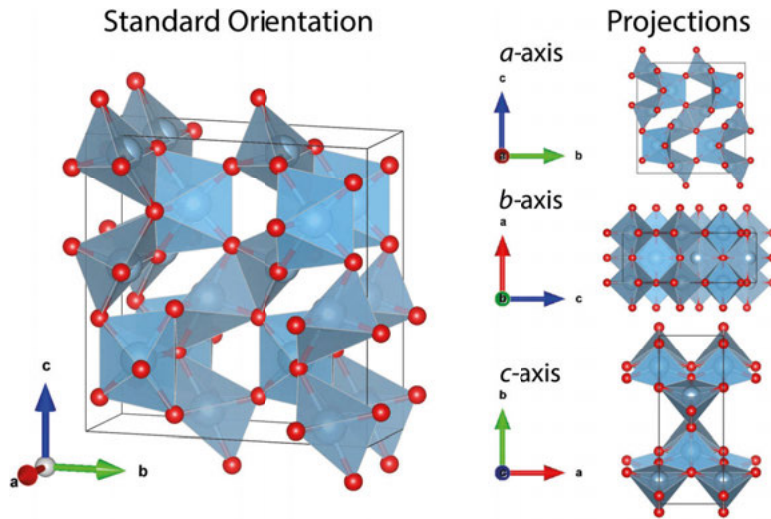 Standard Orientation
Projections
a-axis
c
a
b
b-axis
a
b
c
c-axis
b
c
a
c
a
b